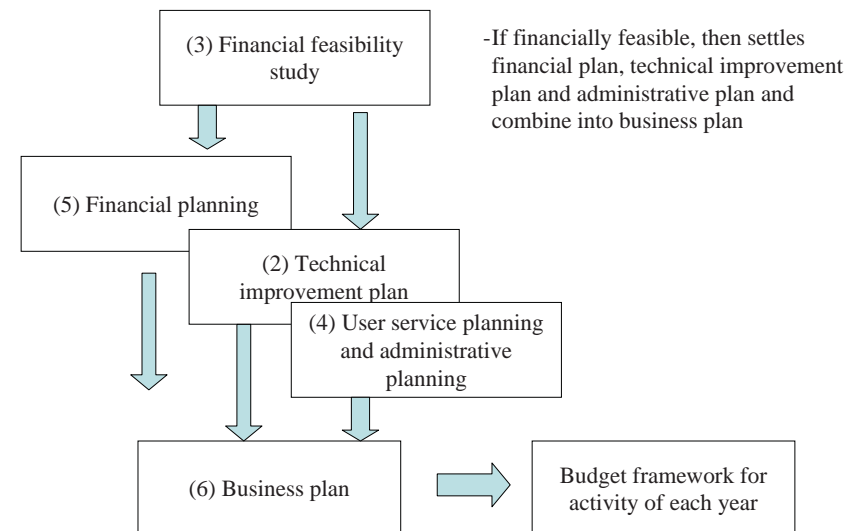 (3) Financial feasibility
study
-If financially feasible, then settles
financial plan, technical improvement
plan and administrative plan and
combine into business plan
(5) Financial planning
(2) Technical
improvement plan
(4) User service planning
and administrative
planning
(6) Business plan
Budget framework for
activity of each year